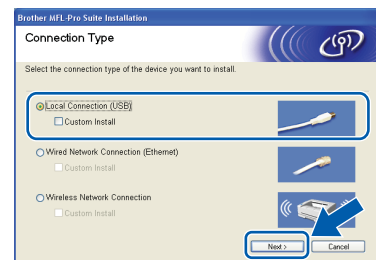 Brother MFL-Pro Suite Installation
Connection Type
Select the connection type of the device you want to install.
Local Connection (USB)
Custom Install
Wired Network Connection (Ethernet)
Custom Install
Wireless Network Connection
Custom Install
Next > Cancel